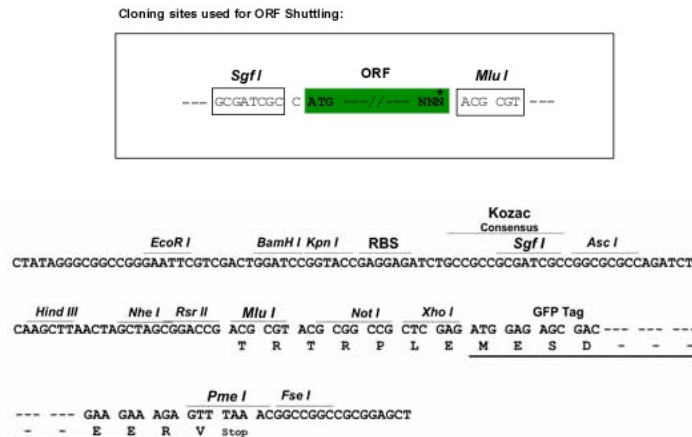 Cloning sites used for ORF Shuttling:
Sgf I ORF Mlu I
--- GCGATCGC C ATG ---//--- NNN* ACG CGT ---
Kozac
Consensus
EcoR I BamH I Kpn I RBS Sgf I Asc I
CTATAGGGCGGCCGGGAATTCGTCGACTGGATCCGGTACCGAGGAGATCTGCCGCCGCGATCGCCGGCGCGCCAGATCT
Hind III Nhe I Rsr II Mlu I Not I Xho I GFP Tag
CAAGCTTAACTAGCTAGCGGACCG ACG CGT ACG CGG CCG CTC GAG ATG GAG AGC GAC --- --- ---
T R T R P L E M E S D - - -
Pme I Fse I
--- --- GAA GAA AGA GTT TAA ACGGCCGGCCGCGGAGCT
- - E E R V Stop